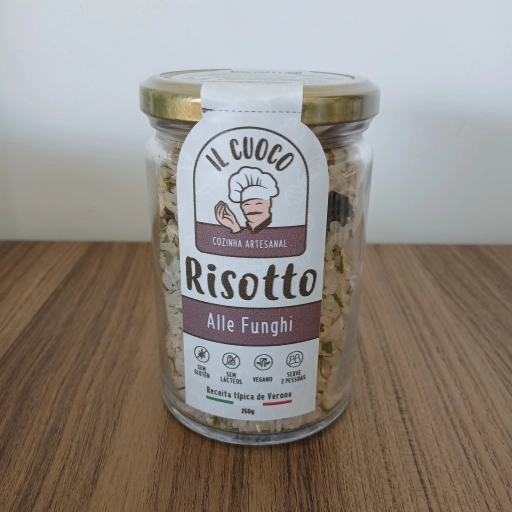 IL CUOCO
COZINHA ARTESANAL
Risotto
Alle Funghi
SEM
GLUTÉN
SEM
LÁCTEOS
VEGANO
SERVE
2 PESSOAS
Receita típica de Verona
250g